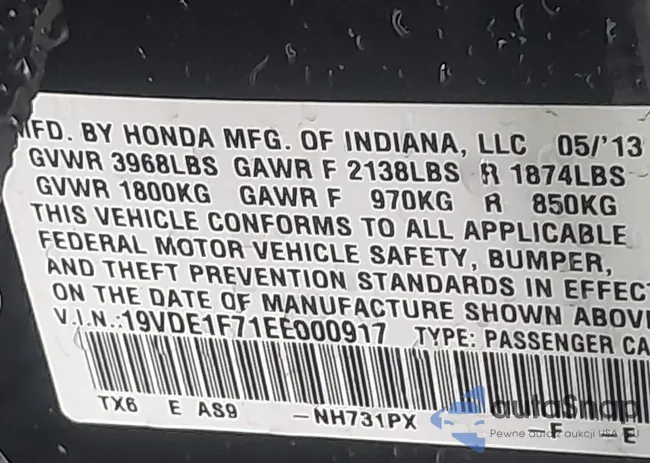 MFD. BY HONDA MFG. OF INDIANA, LLC 05/'13
GVWR 3968LBS GAWR F 2138LBS R 1874LBS
GVWR 1800KG GAWR F 970KG R 850KG
THIS VEHICLE CONFORMS TO ALL APPLICABLE
FEDERAL MOTOR VEHICLE SAFETY, BUMPER,
AND THEFT PREVENTION STANDARDS IN EFFECT
ON THE DATE OF MANUFACTURE SHOWN ABOVE
V.I.N.:19VDE1F71EE000917 TYPE: PASSENGER CA
TX6 E AS9 -NH731PX -F -E
autaSnap
Pewne auta z aukcji USA